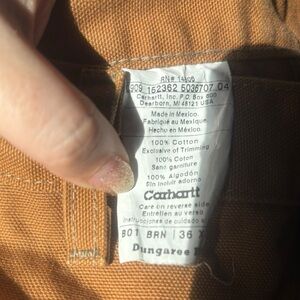 RN# 14806
0909 162362 5036707 04
Carhartt, Inc. P.O. Box 600
Dearborn, MI 48121 USA
Made in Mexico.
Fabriqué au Mexique
Hecho en México.
100% Cotton
Exclusive of Trimming
100% Coton
Sans garniture
100% Algodón
Sin incluir adorno
Carhartt
Care on reverse side
Entretien au verso
Instrucciones de cuidado al
B01 BRN 36 X
Dungaree